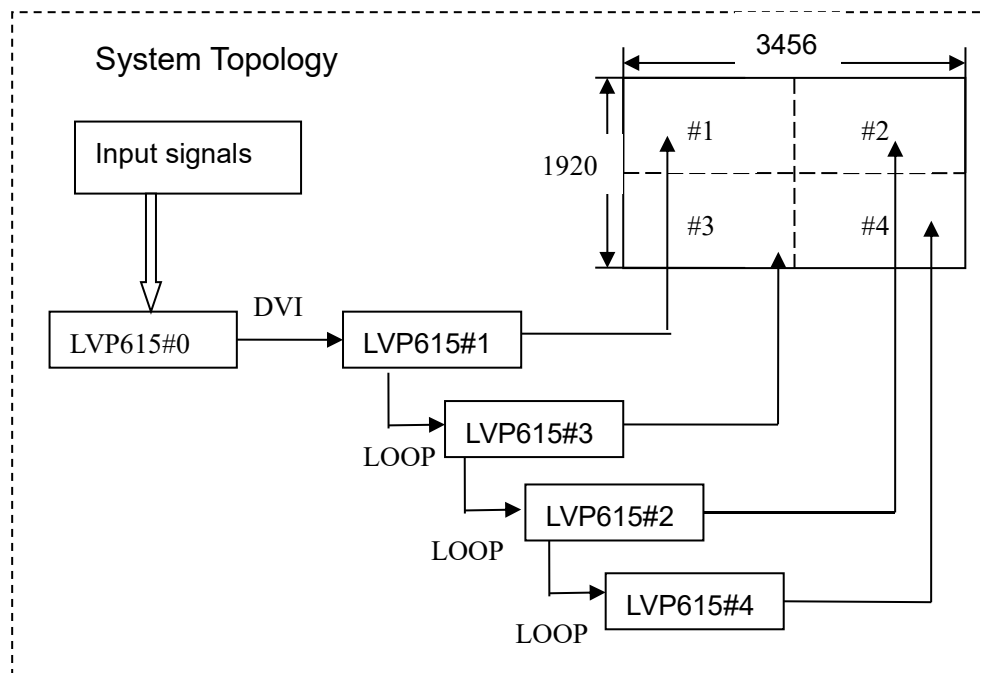 System Topology
3456
Input signals
#1
#2
1920
#3
#4
DVI
LVP615#0
LVP615#1
LVP615#3
LOOP
LVP615#2
LOOP
LVP615#4
LOOP